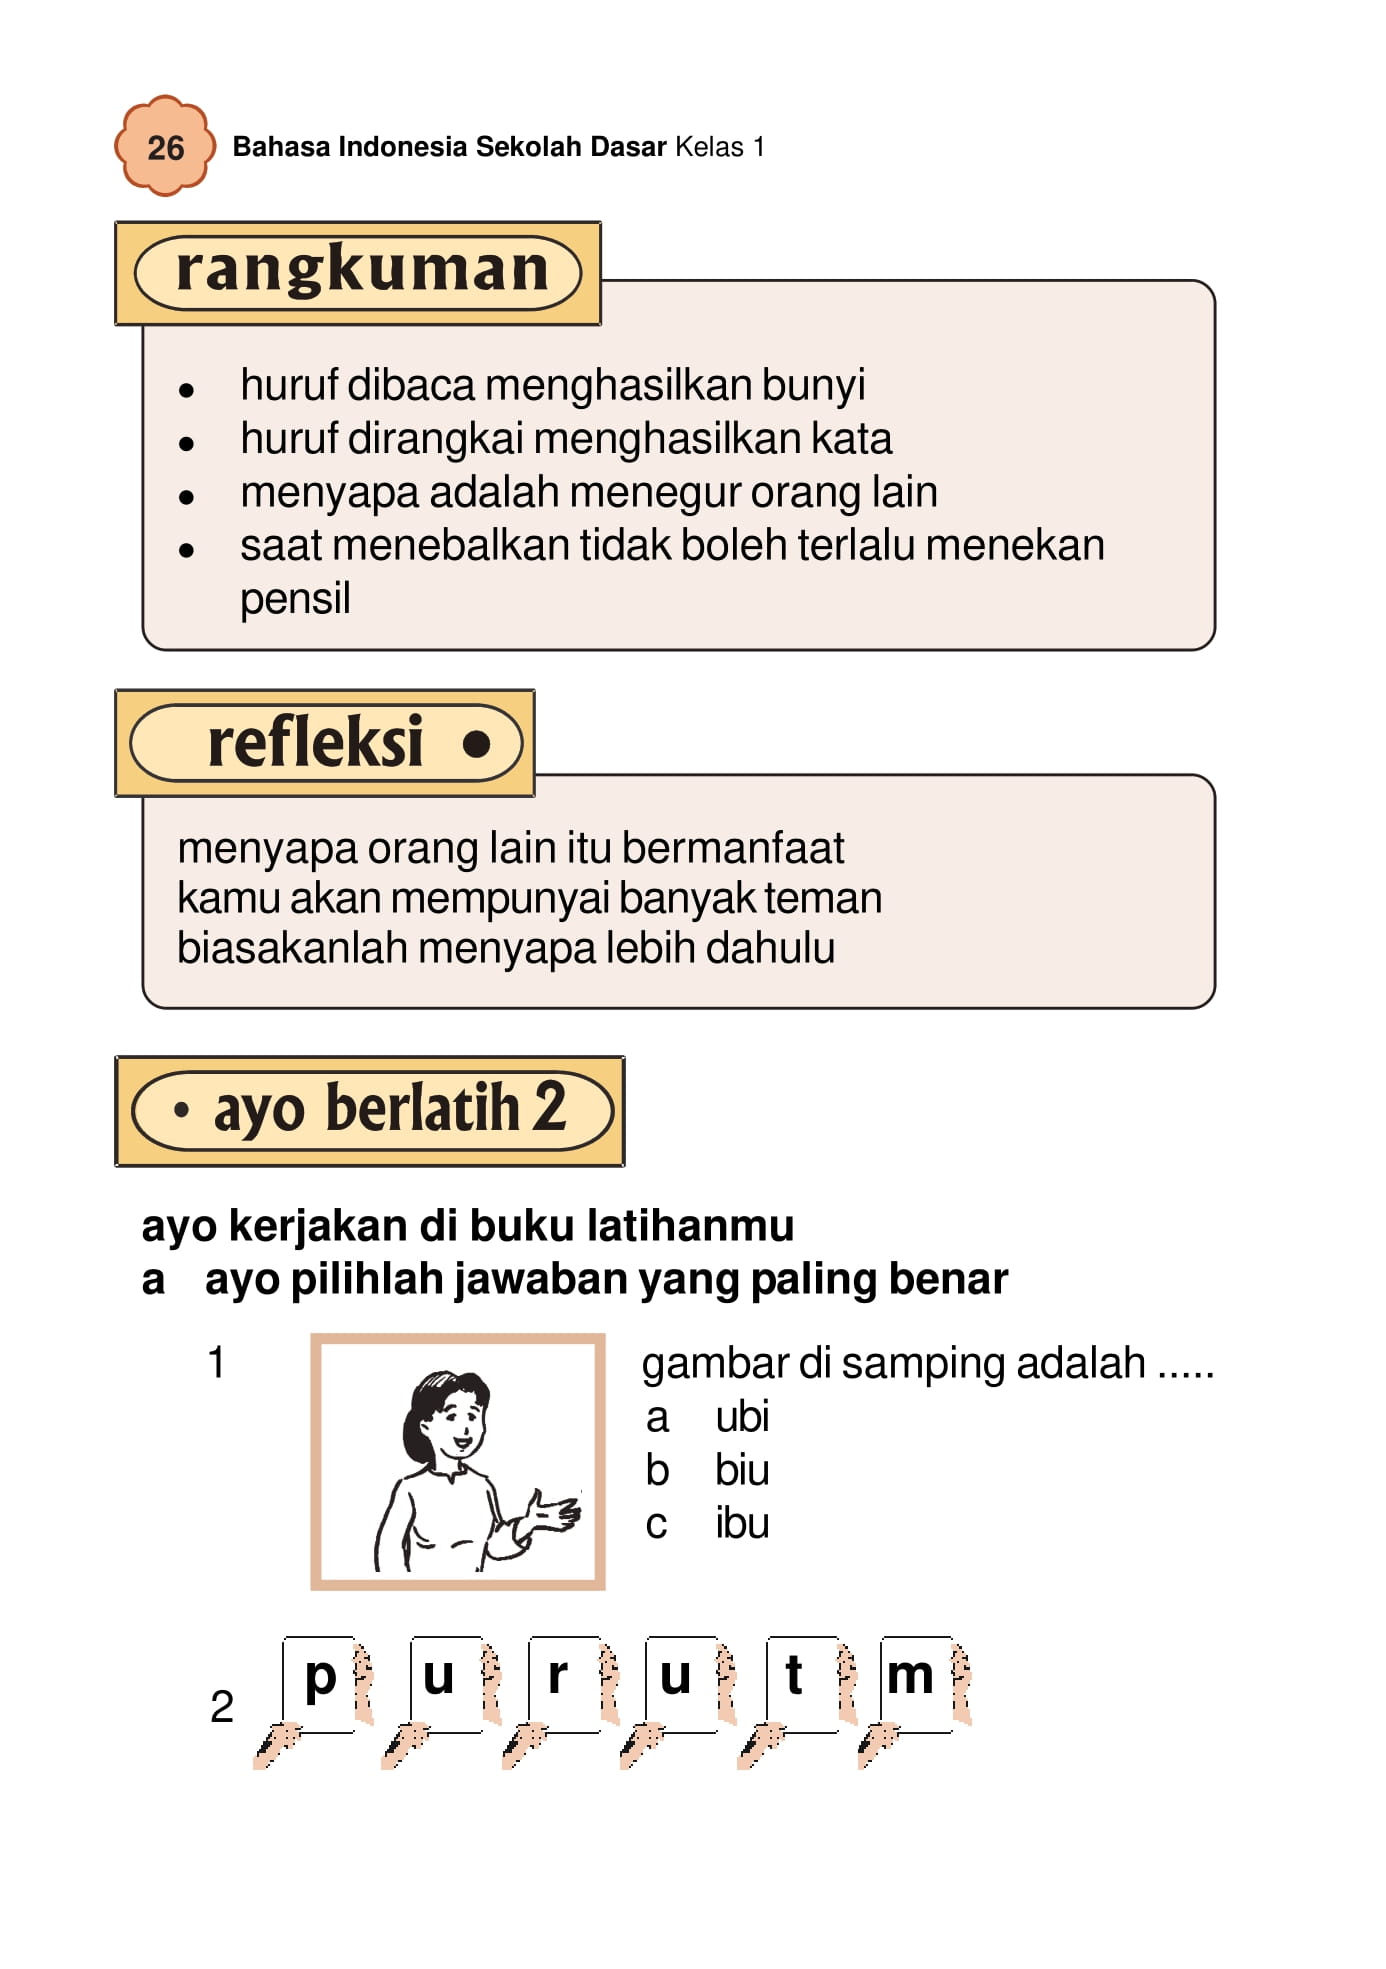 26 Bahasa Indonesia Sekolah Dasar Kelas 1
rangkuman
• huruf dibaca menghasilkan bunyi
• huruf dirangkai menghasilkan kata
• menyapa adalah menegur orang lain
• saat menebalkan tidak boleh terlalu menekan
pensil
refleksi •
menyapa orang lain itu bermanfaat
kamu akan mempunyai banyak teman
biasakanlah menyapa lebih dahulu
• ayo berlatih 2
ayo kerjakan di buku latihanmu
a ayo pilihlah jawaban yang paling benar
1 gambar di samping adalah .....
a ubi
b biu
c ibu
2 p u r u t m